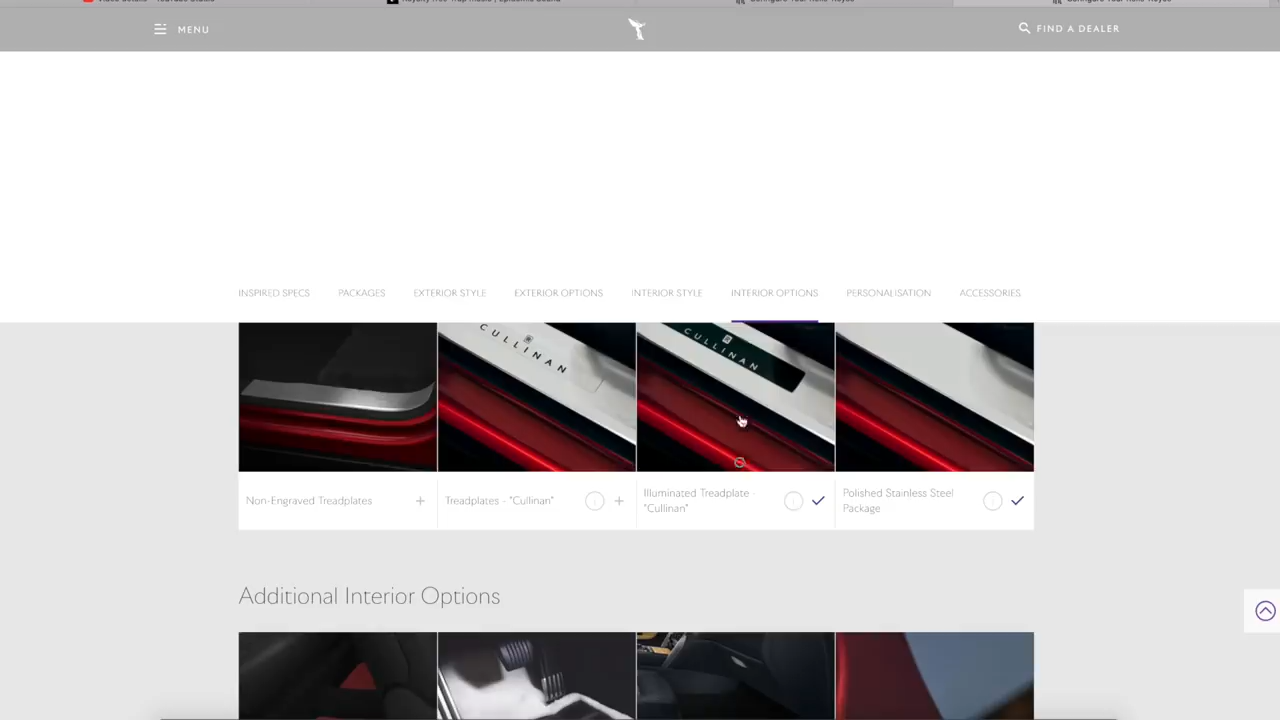 MENU
FIND A DEALER
INSPIRED SPECS
PACKAGES
EXTERIOR STYLE
EXTERIOR OPTIONS
INTERIOR STYLE
INTERIOR OPTIONS
PERSONALISATION
ACCESSORIES
CULLINAN
CULLINAN
Non-Engraved Treadplates
Treadplates - "Cullinan"
Illuminated Treadplate -
"Cullinan"
Polished Stainless Steel
Package
Additional Interior Options